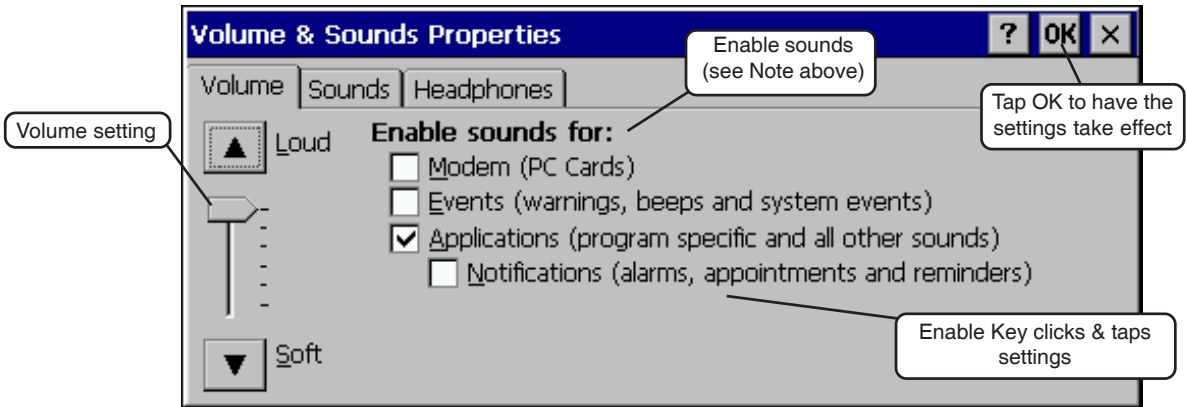 Volume & Sounds Properties
? OK ×
Enable sounds
(see Note above)
Volume Sounds Headphones
Tap OK to have the
settings take effect
Volume setting
Loud
Enable sounds for:
Modem (PC Cards)
Events (warnings, beeps and system events)
Applications (program specific and all other sounds)
Notifications (alarms, appointments and reminders)
Enable Key clicks & taps
settings
Soft